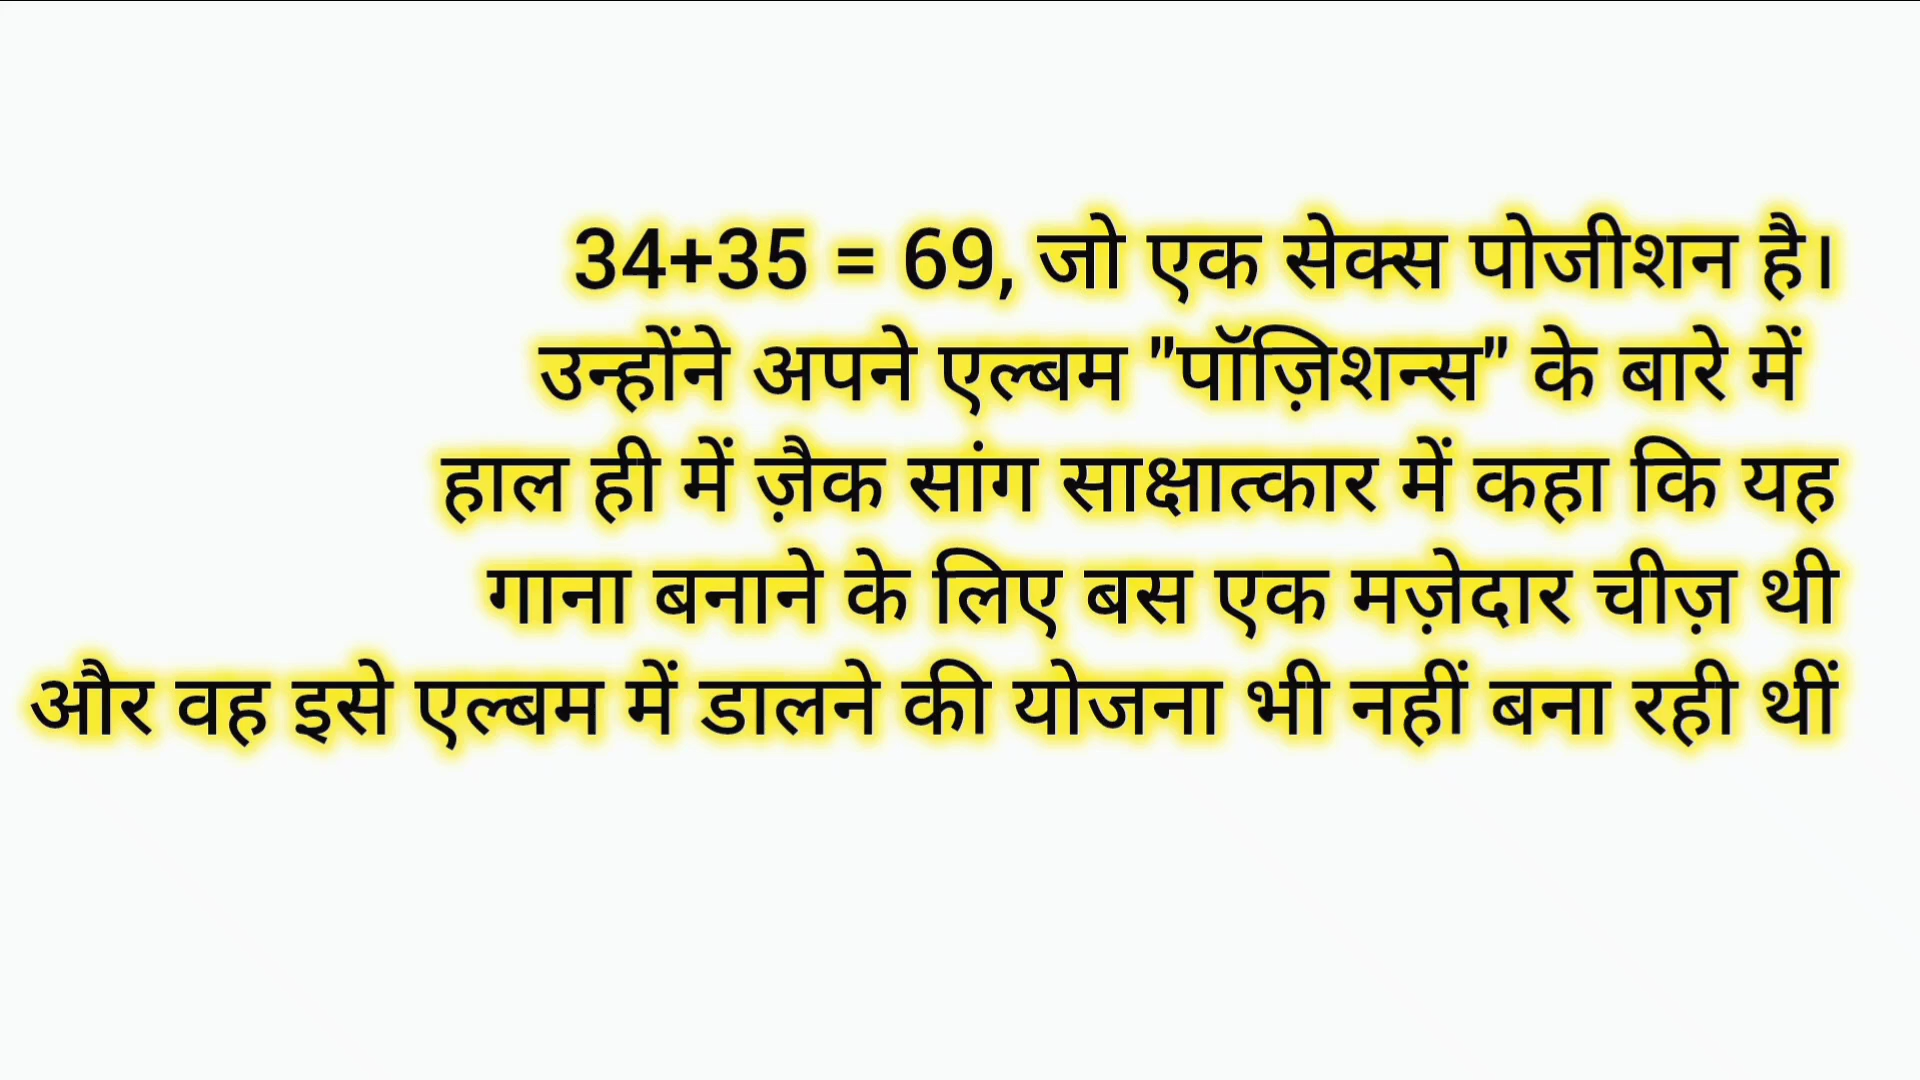 34+35 = 69, जो एक सेक्स पोजीशन है।
उन्होंने अपने एल्बम "पॉज़िशन्स" के बारे में
हाल ही में ज़ैक सांग साक्षात्कार में कहा कि यह
गाना बनाने के लिए बस एक मज़ेदार चीज़ थी
और वह इसे एल्बम में डालने की योजना भी नहीं बना रही थीं